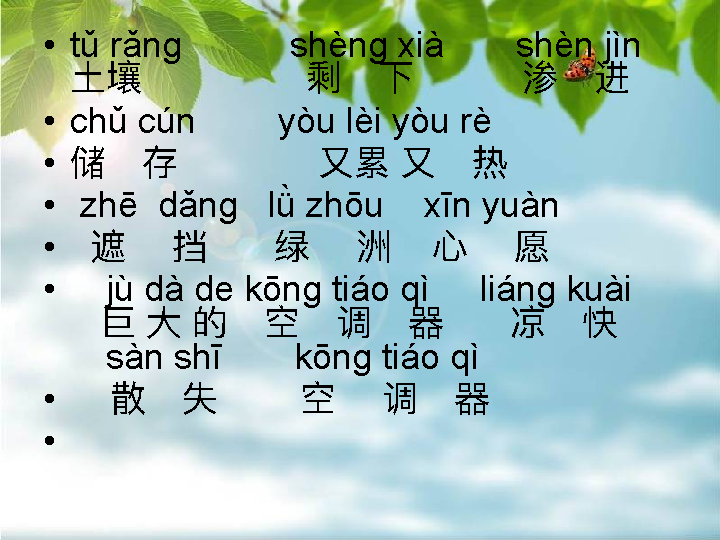 • tǔ rǎng shèng xià shèn jìn
土壤 剩 下 渗 进
• chǔ cún yòu lèi yòu rè
• 储 存 又累 又 热
• zhē dǎng lǜ zhōu xīn yuàn
• 遮 挡 绿 洲 心 愿
• jù dà de kōng tiáo qì liáng kuài
巨 大 的 空 调 器 凉 快
sàn shī kōng tiáo qì
• 散 失 空 调 器
•